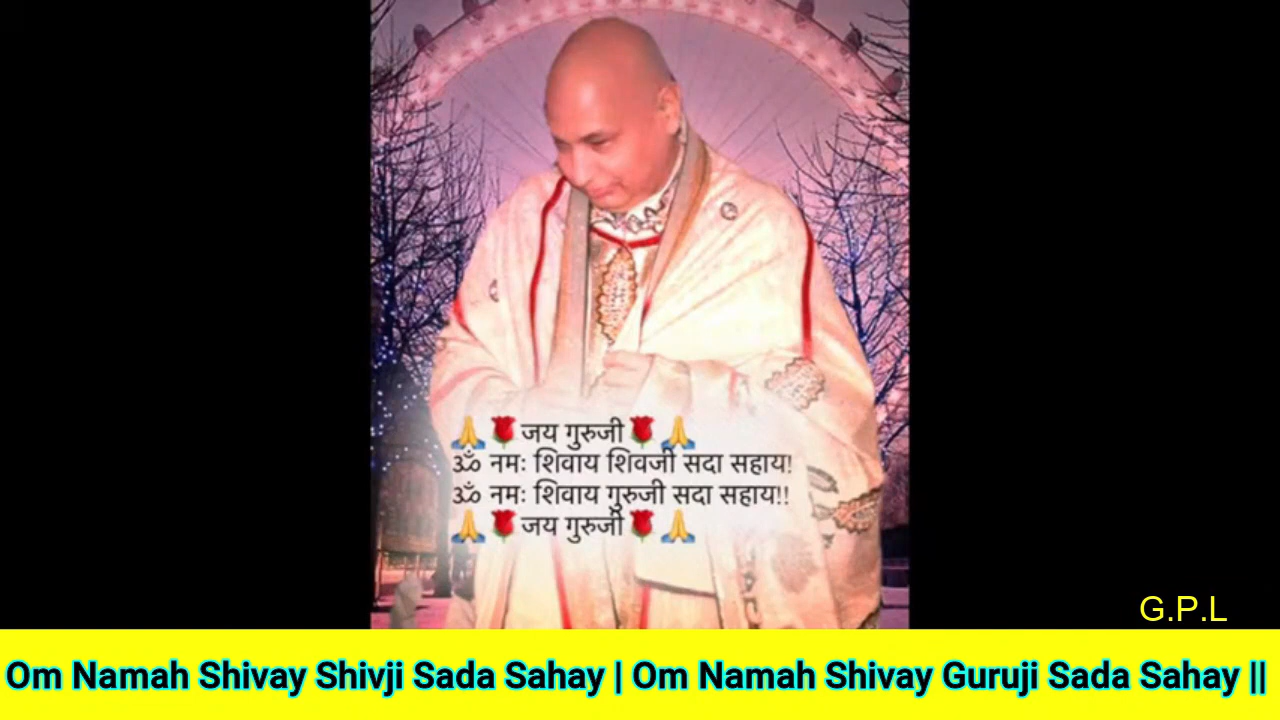 🙏🌹जय गुरुजी🌹🙏
ॐ नमः शिवाय शिवजी सदा सहाय!
ॐ नमः शिवाय गुरुजी सदा सहाय!!
🙏🌹जय गुरुजी🌹🙏
G.P.L
Om Namah Shivay Shivji Sada Sahay | Om Namah Shivay Guruji Sada Sahay ||